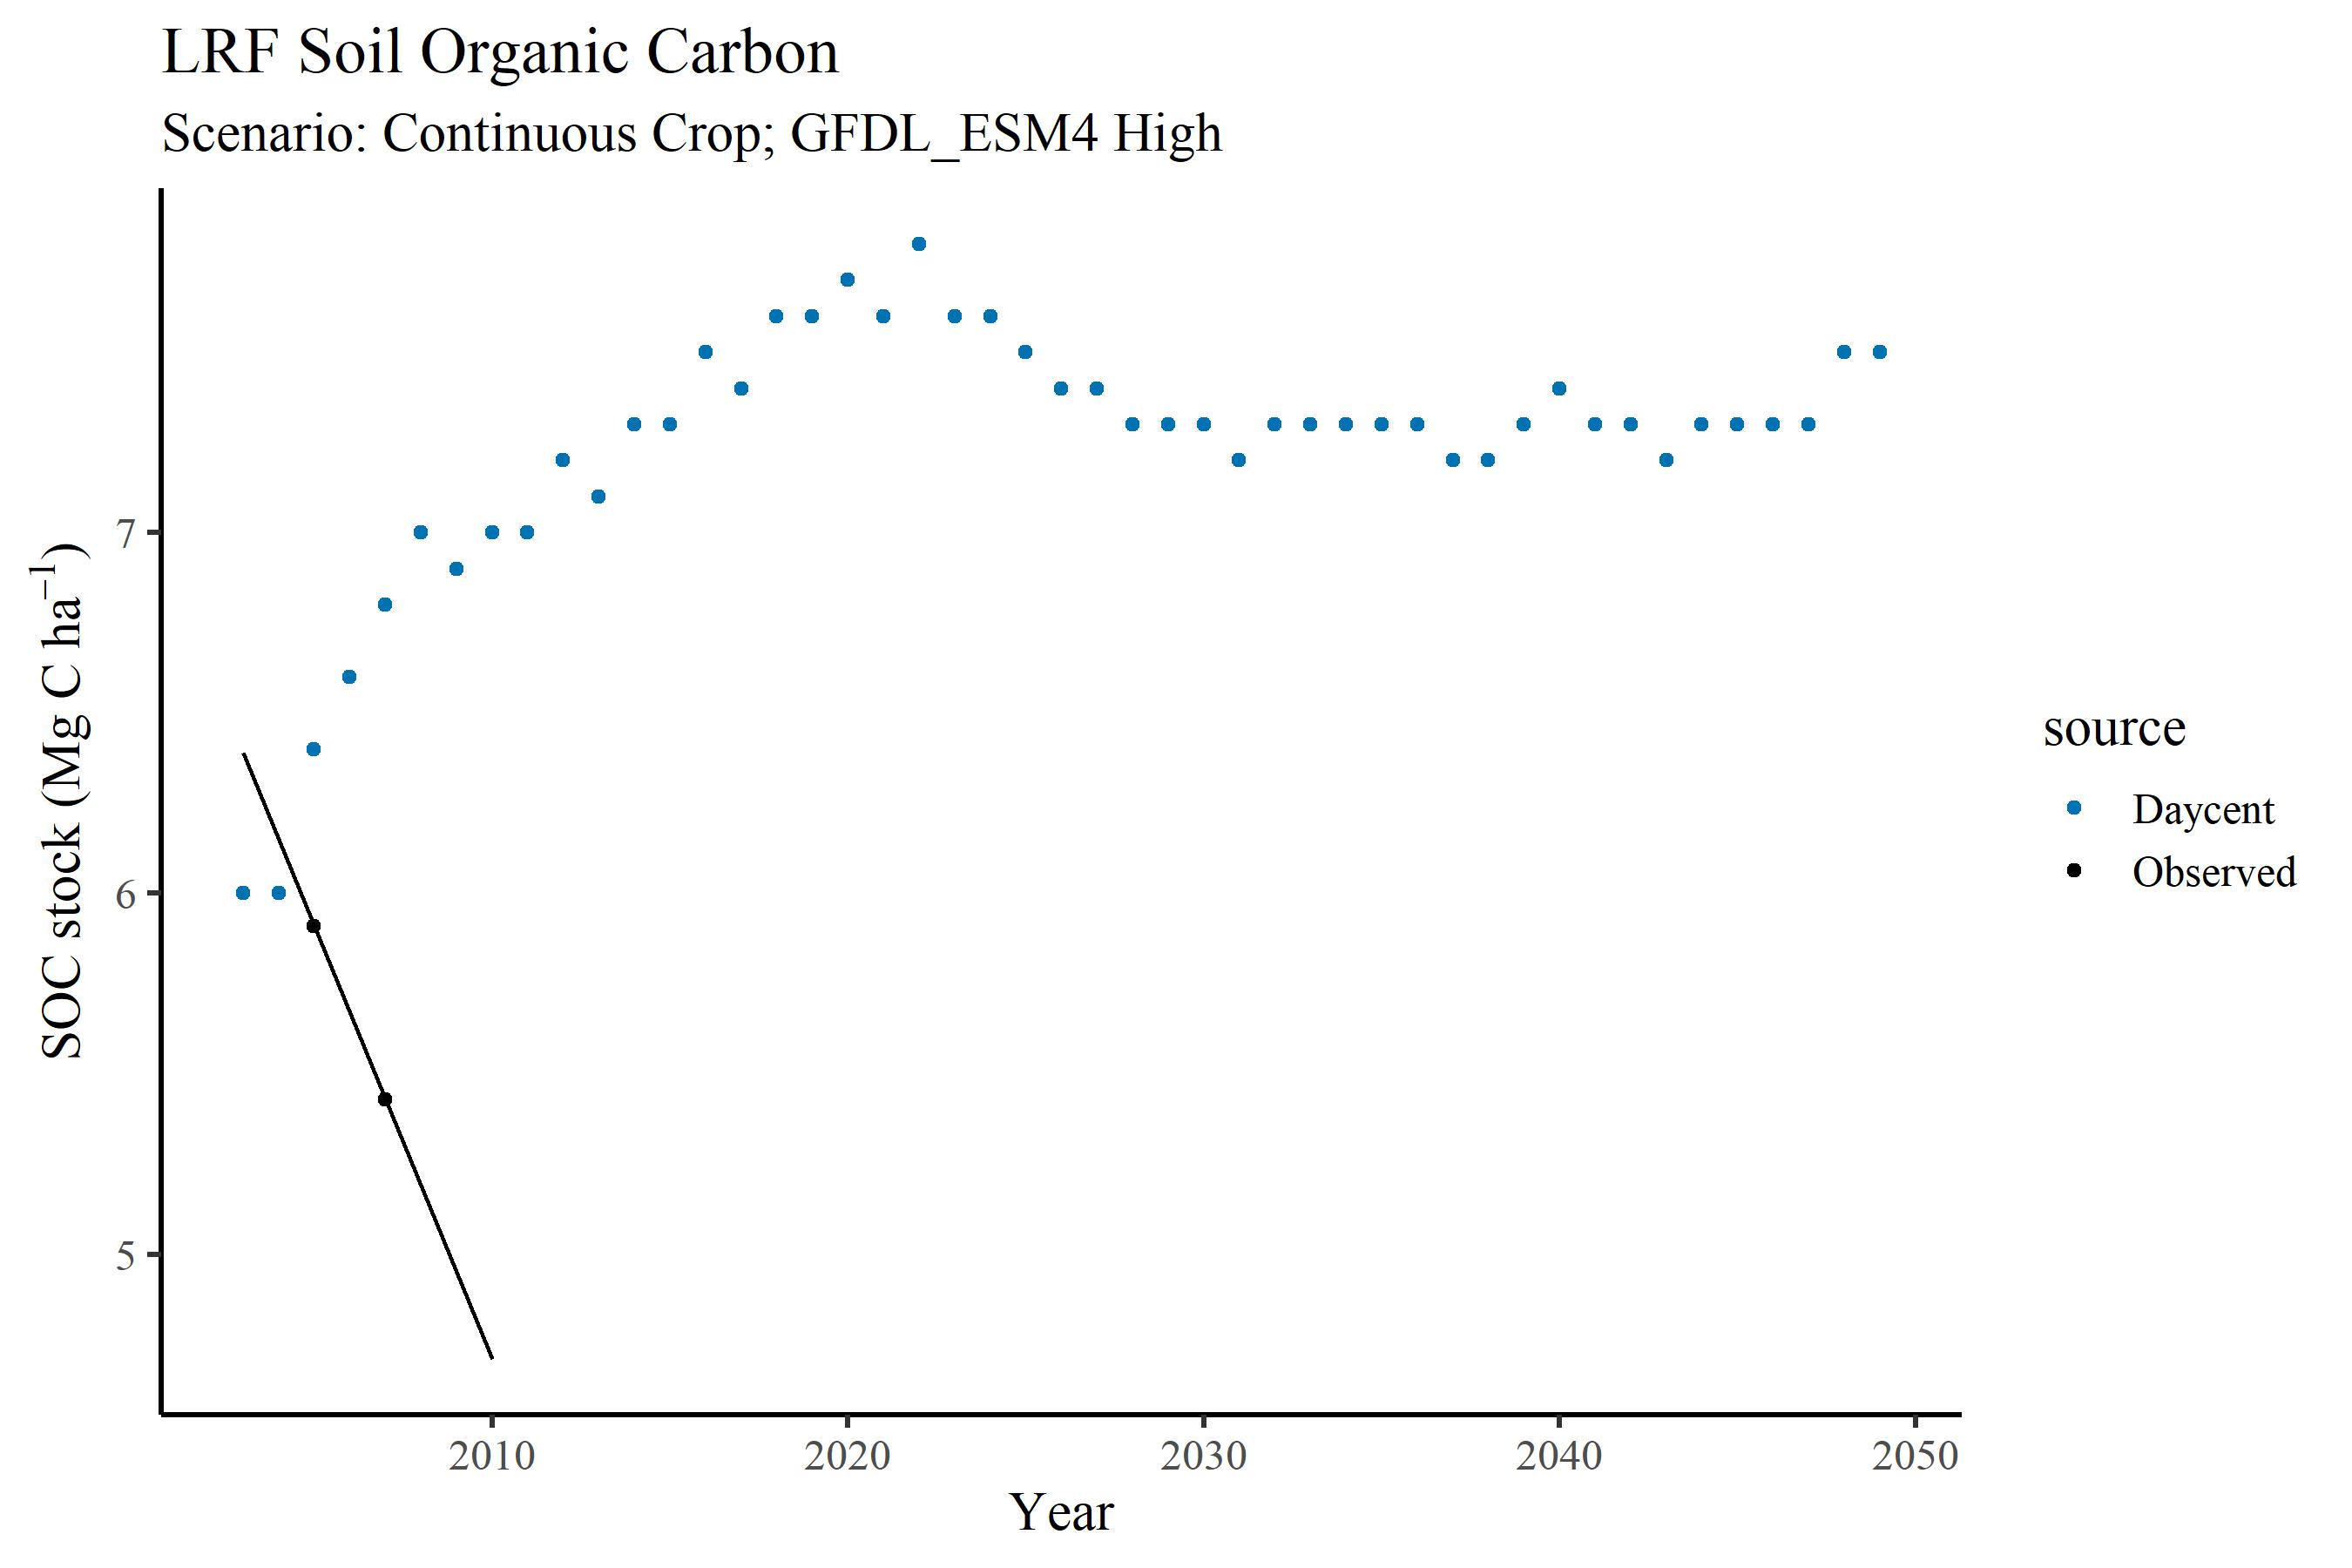 LRF Soil Organic Carbon
Scenario: Continuous Crop; GFDL_ESM4 High
SOC stock (Mg C ha⁻¹)
7
6
5
2010 2020 2030 2040 2050
Year
source
Daycent
Observed